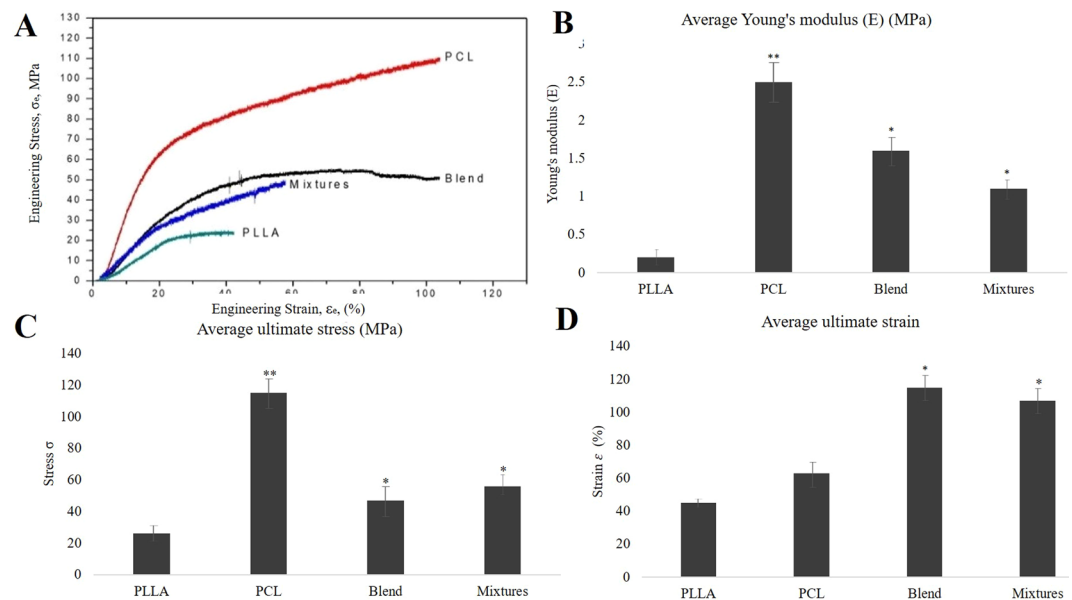 A
130
120
110
100
90
80
70
60
50
40
30
20
10
0
Engineering Stress, σe, MPa
PCL
Blend
Mixtures
PLLA
0 20 40 60 80 100 120
Engineering Strain, εe, (%)
B
Average Young's modulus (E) (MPa)
2.5
2
1.5
1
0.5
0
Young's modulus (E)
**
*
*
PLLA PCL Blend Mixtures
C
Average ultimate stress (MPa)
140
120
100
80
60
40
20
0
Stress σ
**
*
*
PLLA PCL Blend Mixtures
D
Average ultimate strain
140
120
100
80
60
40
20
0
Strain ε (%)
*
*
PLLA PCL Blend Mixtures